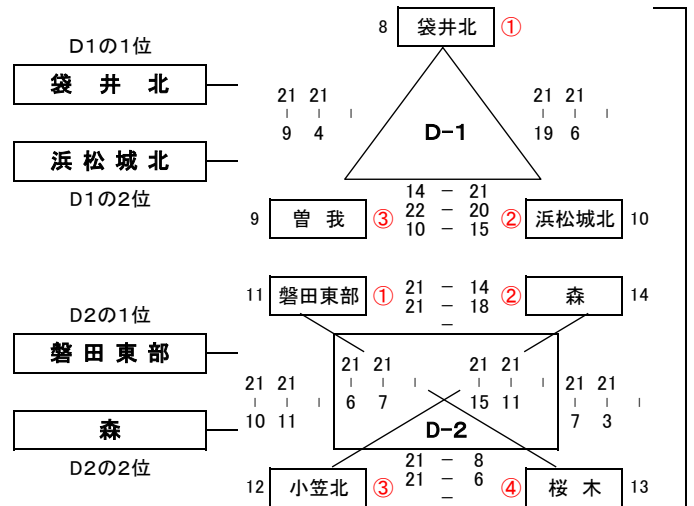 8 袋井北 ①
D1の1位
袋 井 北
21 21
9 4
D-1
21 21
19 6
浜 松 城 北
D1の2位
14 － 21
22 － 20
10 － 15
9 曽 我 ③
② 浜松城北 10
11 磐田東部 ①
21 － 14
21 － 18
－
② 森 14
D2の1位
磐 田 東 部
21 21
10 11
21 21
6 7
21 21
15 11
21 21
7 3
森
D2の2位
D-2
21 － 8
21 － 6
－
12 小笠北 ③
④ 桜 木 13